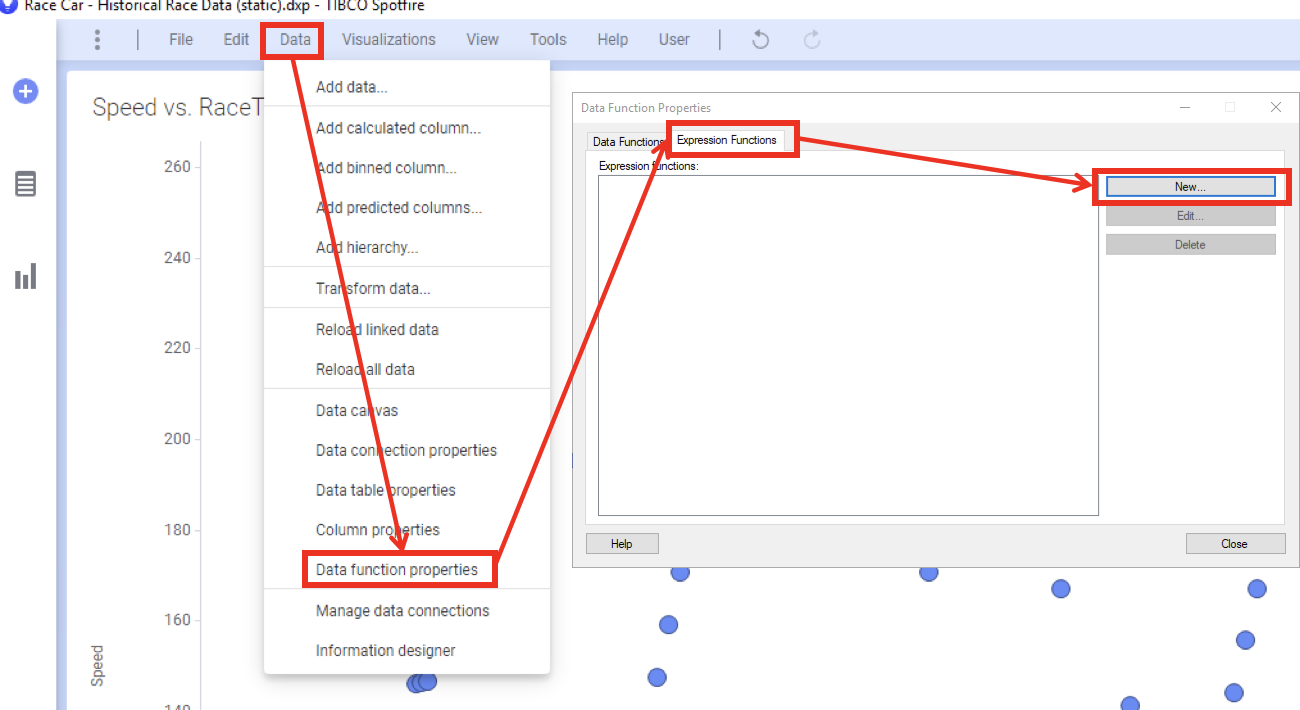 Race Car - Historical Race Data (static).dxp - TIBCO Spotfire
File Edit Data Visualizations View Tools Help User
Speed vs. RaceT
260
240
220
200
180
160
140
Speed
Add data...
Add calculated column...
Add binned column...
Add predicted columns...
Add hierarchy...
Transform data...
Reload linked data
Reload all data
Data canvas
Data connection properties
Data table properties
Column properties
Data function properties
Manage data connections
Information designer
Data Function Properties
Data Functions Expression Functions
Expression functions:
New...
Edit...
Delete
Help Close